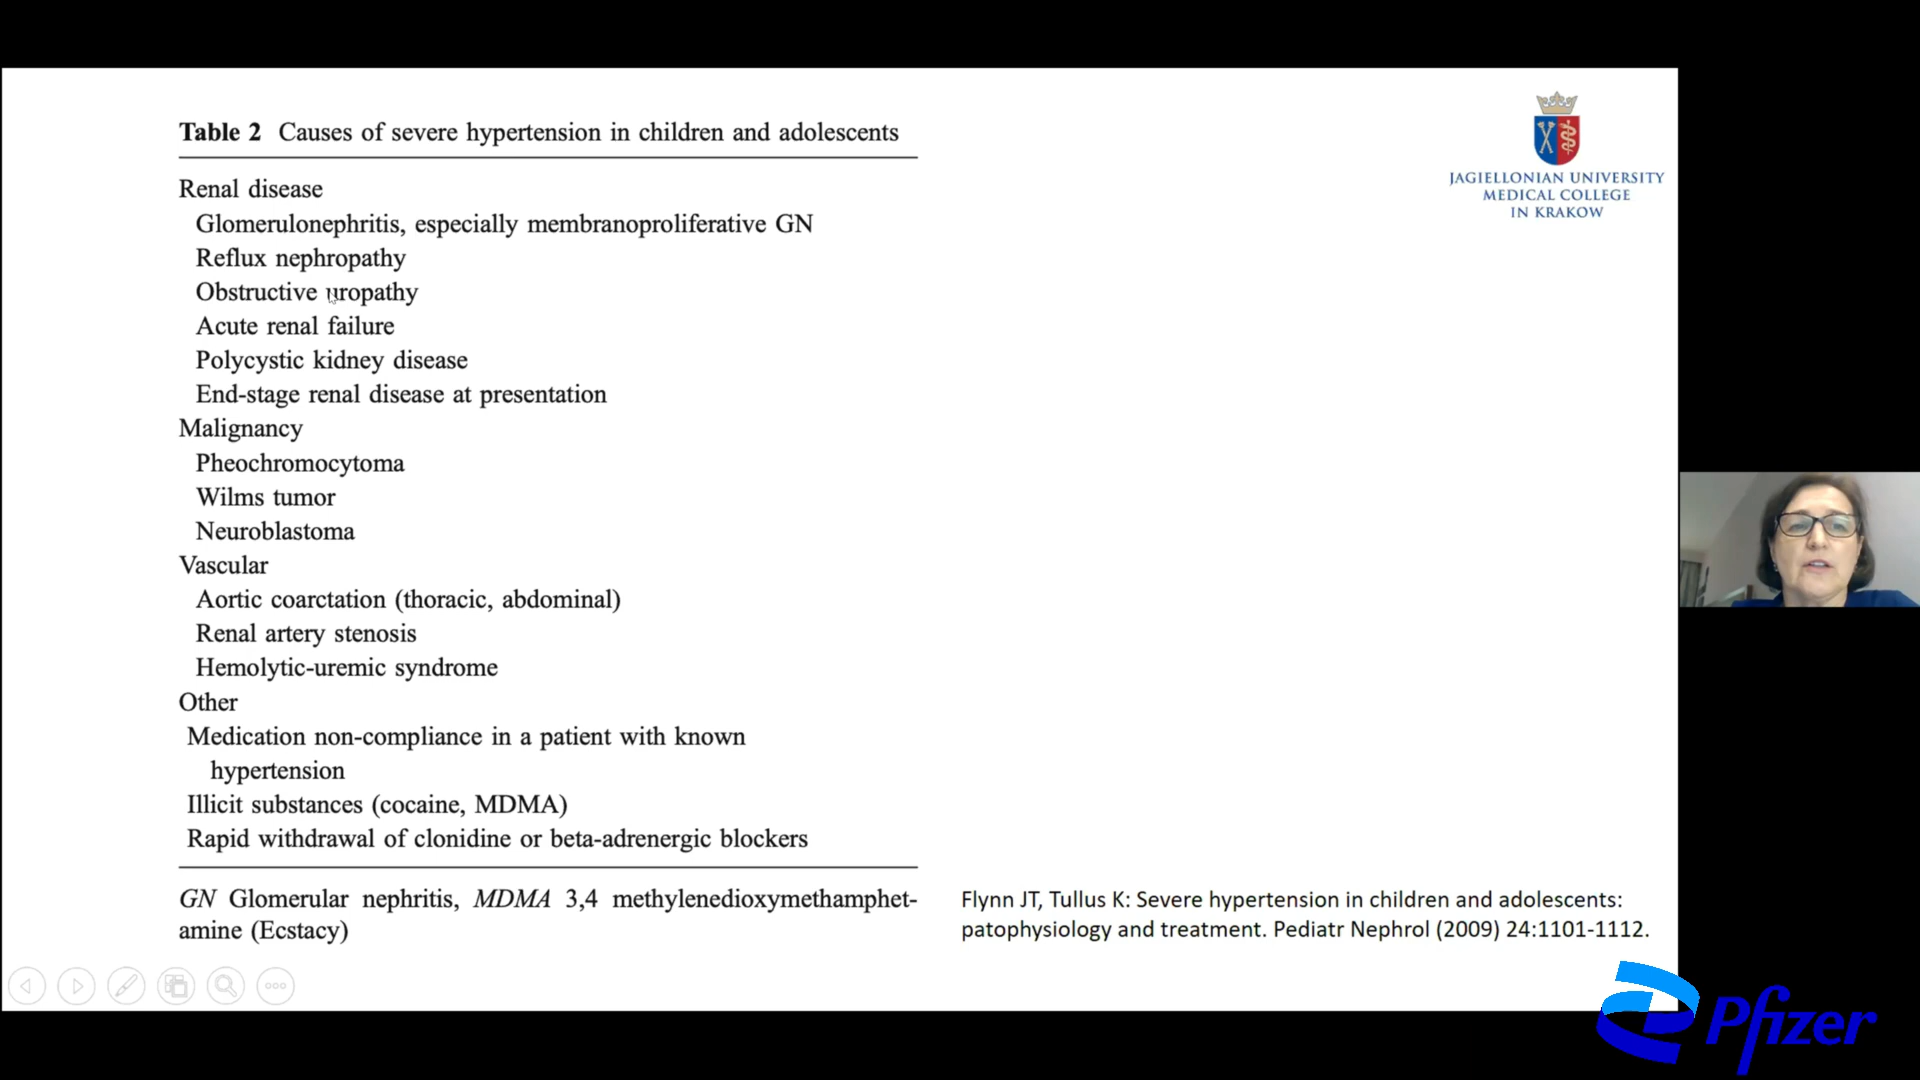 Table 2 Causes of severe hypertension in children and adolescents
Renal disease
Glomerulonephritis, especially membranoproliferative GN
Reflux nephropathy
Obstructive uropathy
Acute renal failure
Polycystic kidney disease
End-stage renal disease at presentation
Malignancy
Pheochromocytoma
Wilms tumor
Neuroblastoma
Vascular
Aortic coarctation (thoracic, abdominal)
Renal artery stenosis
Hemolytic-uremic syndrome
Other
Medication non-compliance in a patient with known
hypertension
Illicit substances (cocaine, MDMA)
Rapid withdrawal of clonidine or beta-adrenergic blockers
GN Glomerular nephritis, MDMA 3,4 methylenedioxymethamphet-
amine (Ecstacy)
JAGIELLONIAN UNIVERSITY
MEDICAL COLLEGE
IN KRAKOW
Flynn JT, Tullus K: Severe hypertension in children and adolescents:
patophysiology and treatment. Pediatr Nephrol (2009) 24:1101-1112.
Pfizer